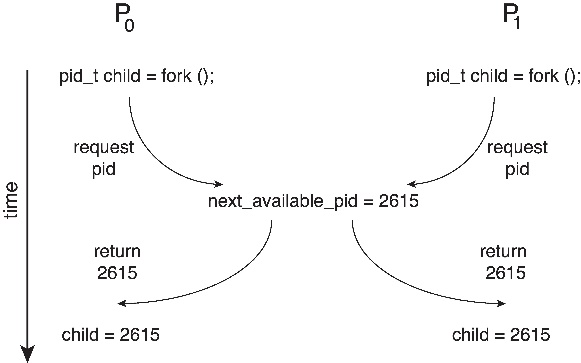 P0 P1
pid_t child = fork (); pid_t child = fork ();
request request
pid pid
next_available_pid = 2615
time
return return
2615 2615
child = 2615 child = 2615